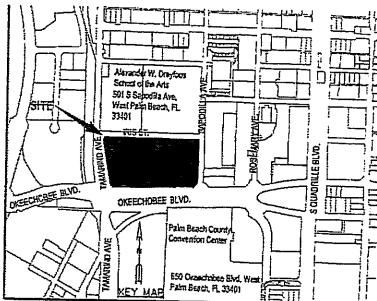 Alexander W. Dreyfoos
School of the Arts
501 S Sapodilla Ave,
West Palm Beach, FL
33401
SITE
IRIS ST.
TAMARIND AVE
SAPODILLA AVE.
ROSEMARY AVE.
S QUADRILLE BLVD.
OKEECHOBEE BLVD.
OKEECHOBEE BLVD.
TAMARIND AVE
Palm Beach County
Convention Center
650 Okeechobee Blvd, West
Palm Beach, FL 33401
KEY MAP